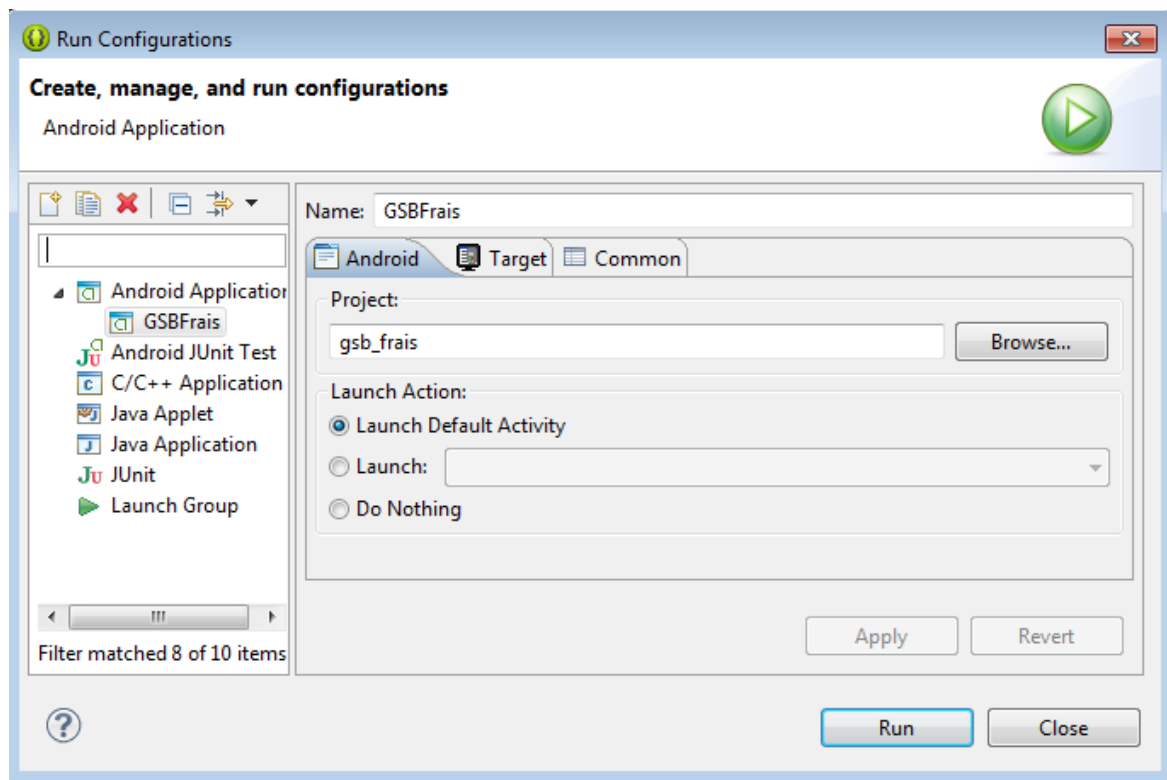 Run Configurations
Create, manage, and run configurations
Android Application
Name: GSBFrais
Android Target Common
Android Application
GSBFrais
Android JUnit Test
C/C++ Application
Java Applet
Java Application
JUnit
Launch Group
Filter matched 8 of 10 items
Project:
gsb_frais Browse...
Launch Action:
Launch Default Activity
Launch:
Do Nothing
Apply Revert
Run Close